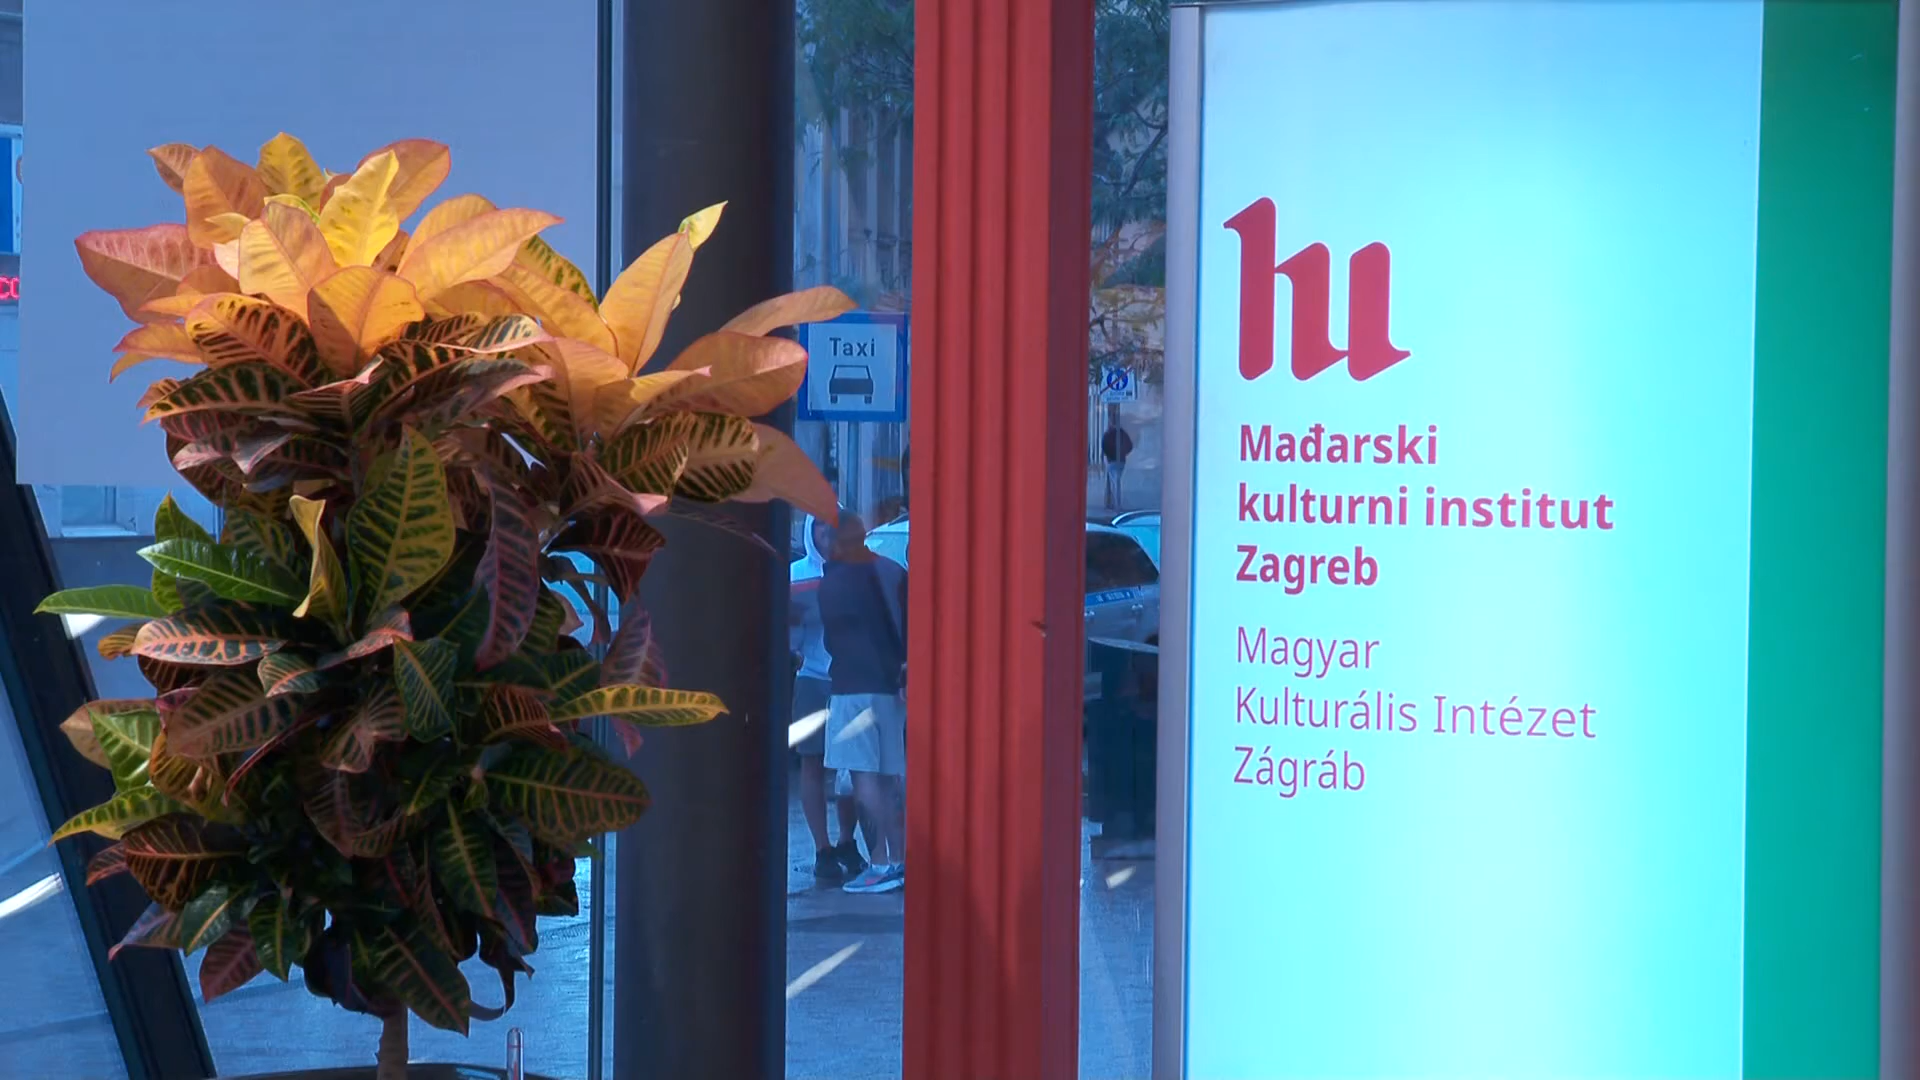 Taxi
hu
Mađarski
kulturni institut
Zagreb
Magyar
Kulturális Intézet
Zágráb